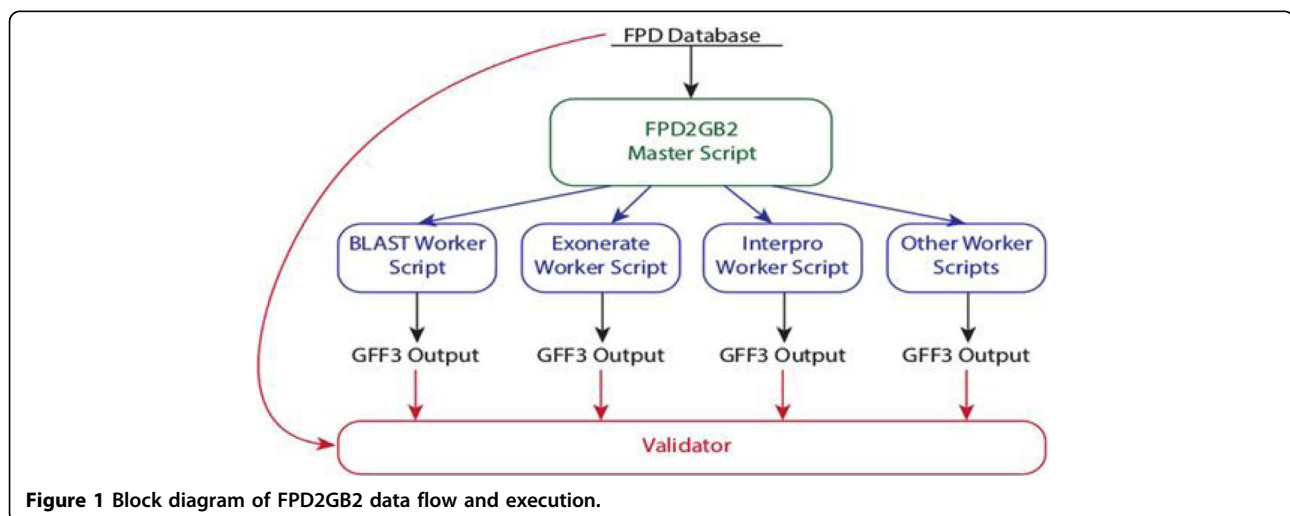 FPD Database
FPD2GB2
Master Script
BLAST Worker
Script
Exonerate
Worker Script
Interpro
Worker Script
Other Worker
Scripts
GFF3 Output
GFF3 Output
GFF3 Output
GFF3 Output
Validator
Figure 1 Block diagram of FPD2GB2 data flow and execution.